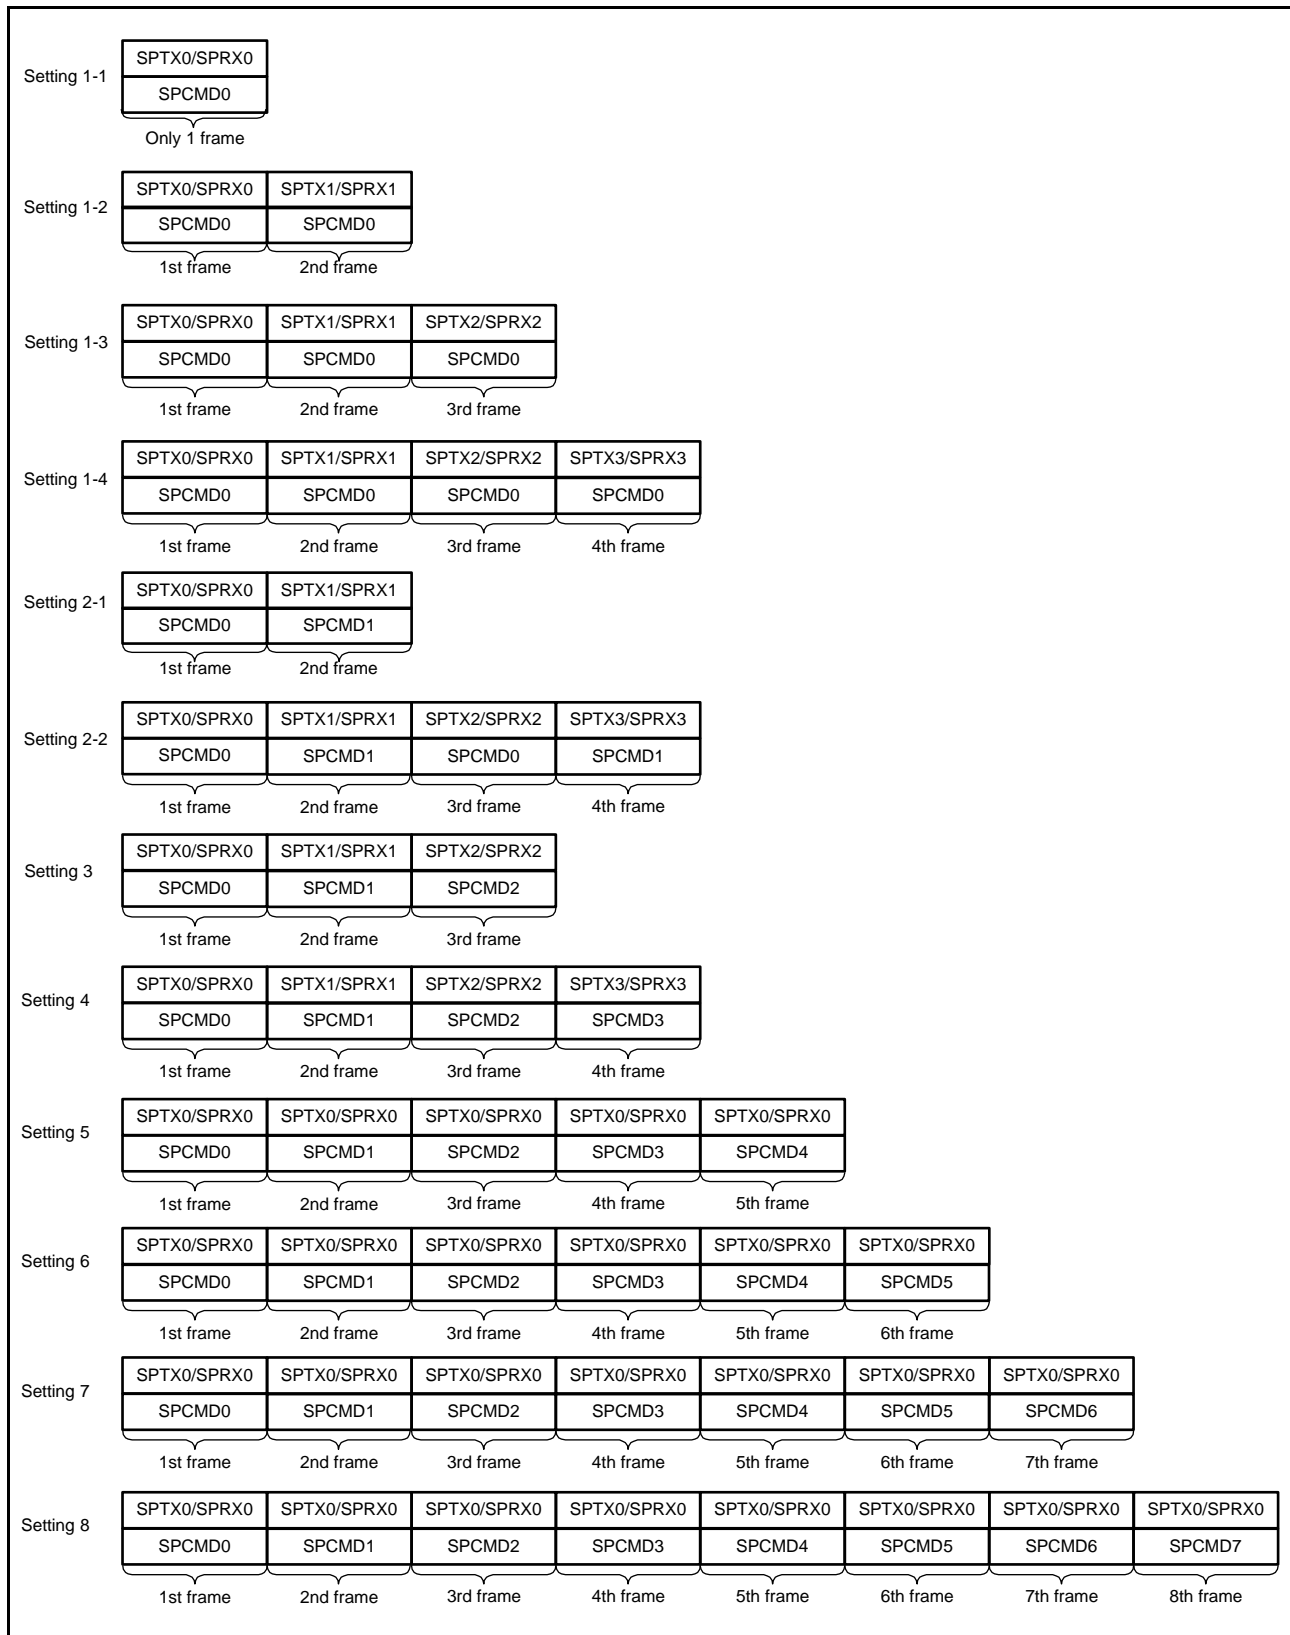 Setting 1-1
SPTX0/SPRX0
SPCMD0
Only 1 frame
Setting 1-2
SPTX0/SPRX0 SPTX1/SPRX1
SPCMD0 SPCMD0
1st frame 2nd frame
Setting 1-3
SPTX0/SPRX0 SPTX1/SPRX1 SPTX2/SPRX2
SPCMD0 SPCMD0 SPCMD0
1st frame 2nd frame 3rd frame
Setting 1-4
SPTX0/SPRX0 SPTX1/SPRX1 SPTX2/SPRX2 SPTX3/SPRX3
SPCMD0 SPCMD0 SPCMD0 SPCMD0
1st frame 2nd frame 3rd frame 4th frame
Setting 2-1
SPTX0/SPRX0 SPTX1/SPRX1
SPCMD0 SPCMD1
1st frame 2nd frame
Setting 2-2
SPTX0/SPRX0 SPTX1/SPRX1 SPTX2/SPRX2 SPTX3/SPRX3
SPCMD0 SPCMD1 SPCMD0 SPCMD1
1st frame 2nd frame 3rd frame 4th frame
Setting 3
SPTX0/SPRX0 SPTX1/SPRX1 SPTX2/SPRX2
SPCMD0 SPCMD1 SPCMD2
1st frame 2nd frame 3rd frame
Setting 4
SPTX0/SPRX0 SPTX1/SPRX1 SPTX2/SPRX2 SPTX3/SPRX3
SPCMD0 SPCMD1 SPCMD2 SPCMD3
1st frame 2nd frame 3rd frame 4th frame
Setting 5
SPTX0/SPRX0 SPTX0/SPRX0 SPTX0/SPRX0 SPTX0/SPRX0 SPTX0/SPRX0
SPCMD0 SPCMD1 SPCMD2 SPCMD3 SPCMD4
1st frame 2nd frame 3rd frame 4th frame 5th frame
Setting 6
SPTX0/SPRX0 SPTX0/SPRX0 SPTX0/SPRX0 SPTX0/SPRX0 SPTX0/SPRX0 SPTX0/SPRX0
SPCMD0 SPCMD1 SPCMD2 SPCMD3 SPCMD4 SPCMD5
1st frame 2nd frame 3rd frame 4th frame 5th frame 6th frame
Setting 7
SPTX0/SPRX0 SPTX0/SPRX0 SPTX0/SPRX0 SPTX0/SPRX0 SPTX0/SPRX0 SPTX0/SPRX0 SPTX0/SPRX0
SPCMD0 SPCMD1 SPCMD2 SPCMD3 SPCMD4 SPCMD5 SPCMD6
1st frame 2nd frame 3rd frame 4th frame 5th frame 6th frame 7th frame
Setting 8
SPTX0/SPRX0 SPTX0/SPRX0 SPTX0/SPRX0 SPTX0/SPRX0 SPTX0/SPRX0 SPTX0/SPRX0 SPTX0/SPRX0 SPTX0/SPRX0
SPCMD0 SPCMD1 SPCMD2 SPCMD3 SPCMD4 SPCMD5 SPCMD6 SPCMD7
1st frame 2nd frame 3rd frame 4th frame 5th frame 6th frame 7th frame 8th frame